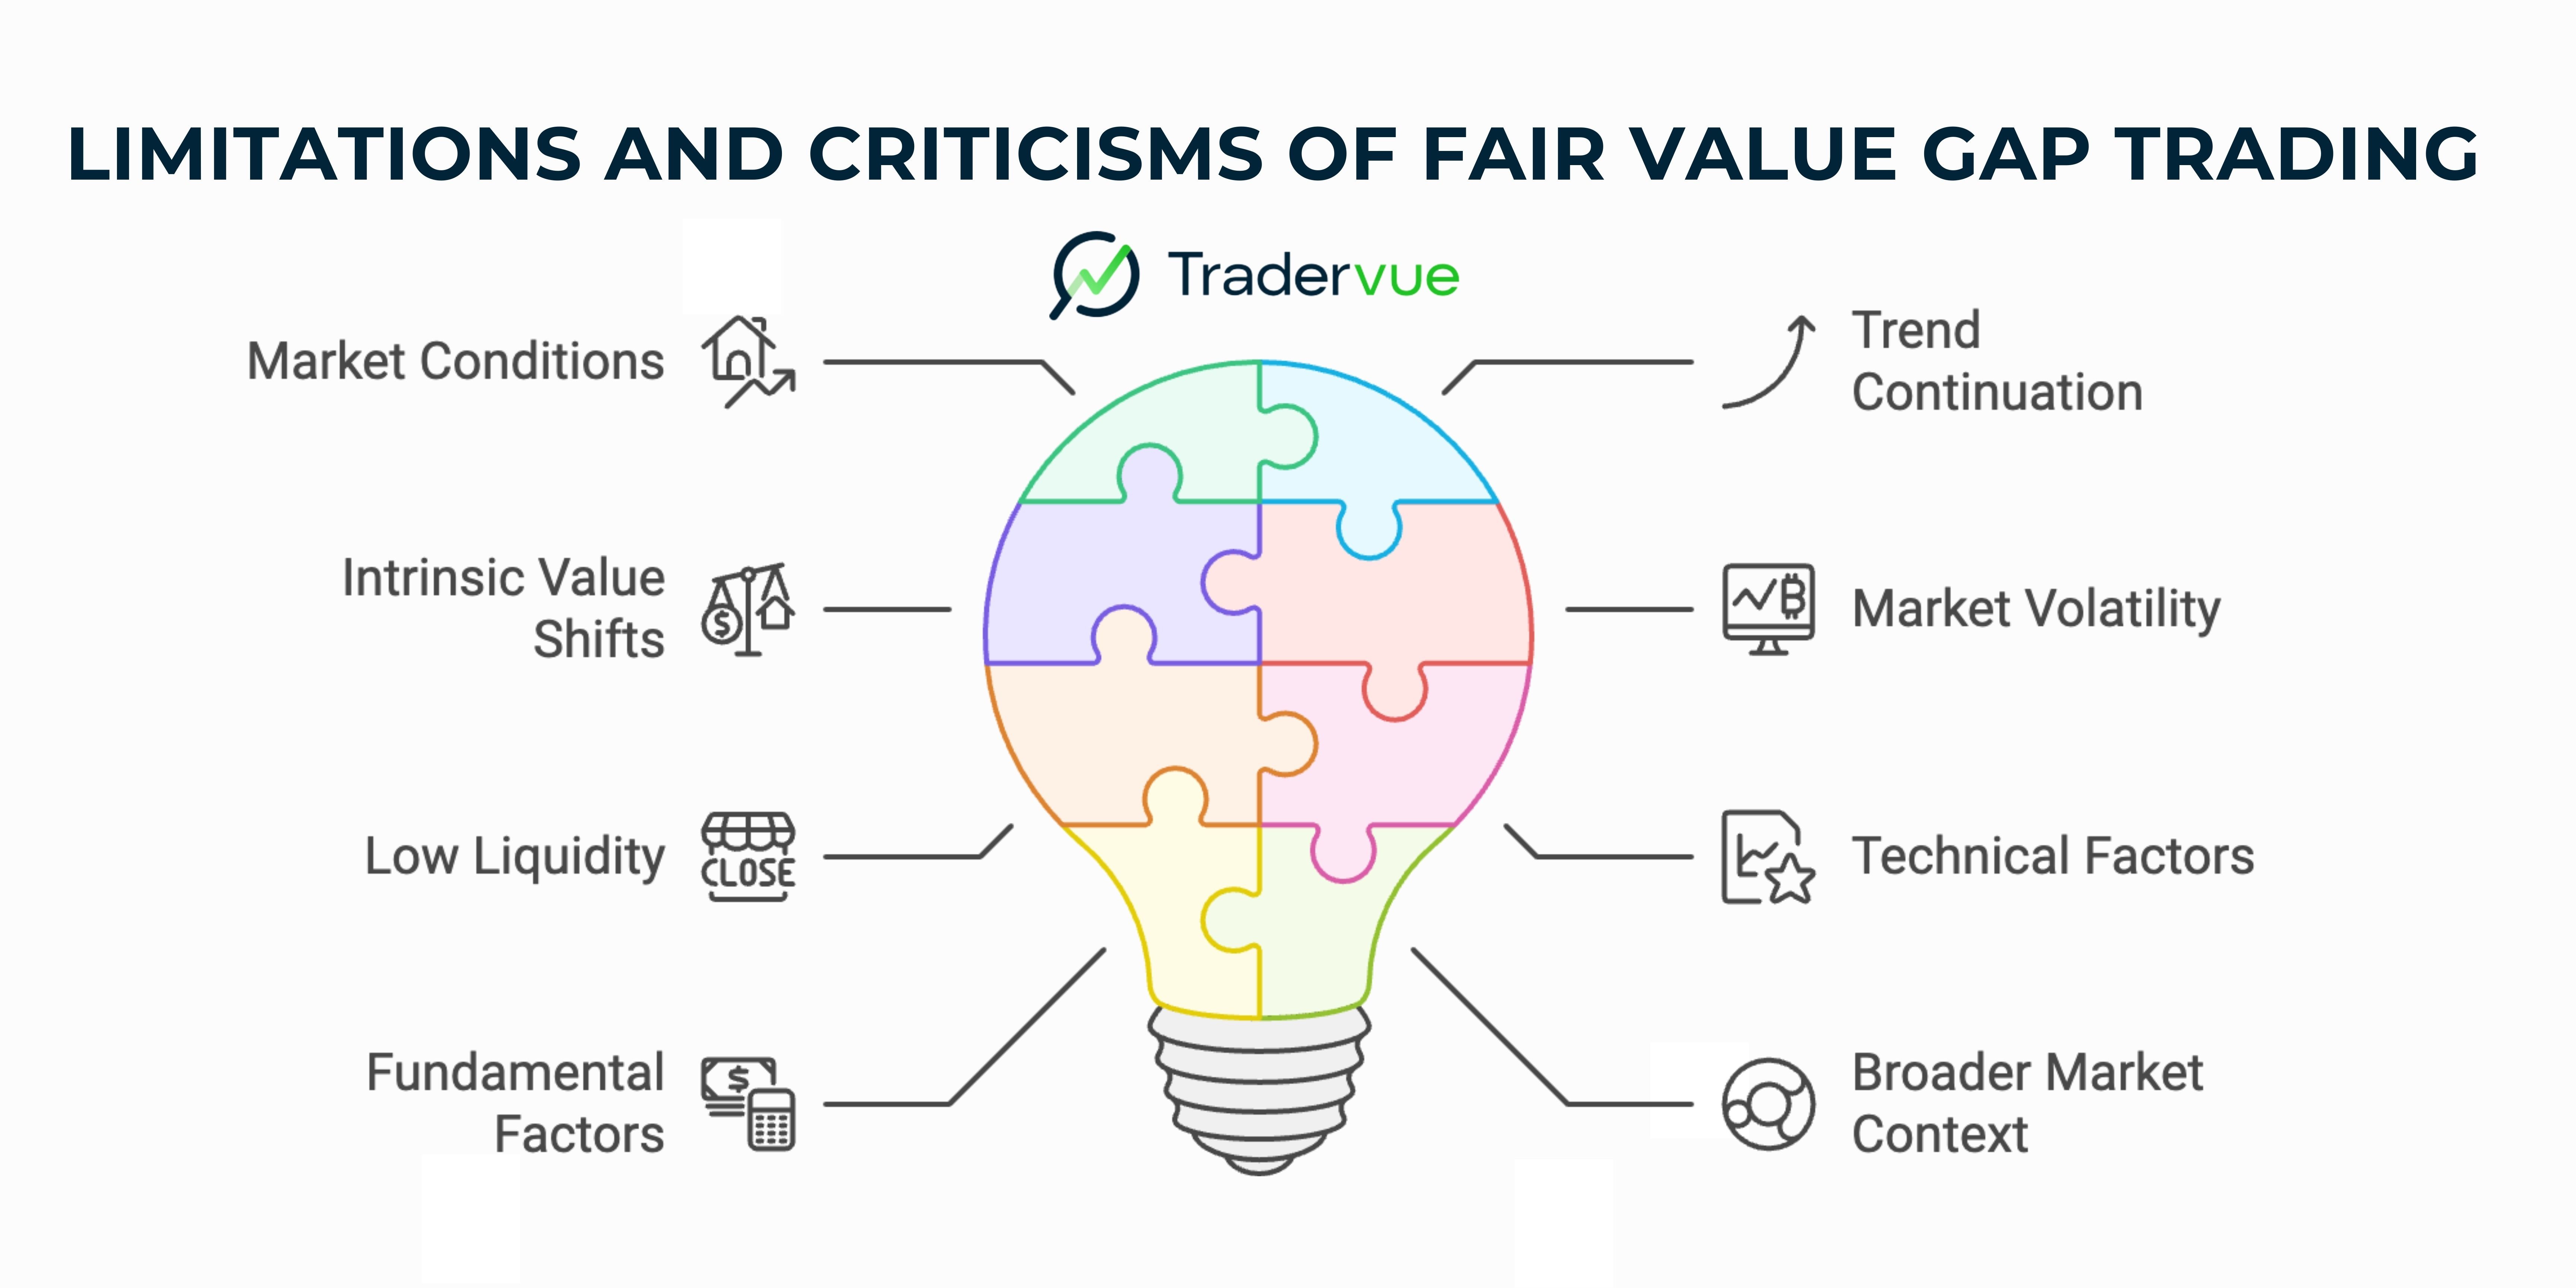 LIMITATIONS AND CRITICISMS OF FAIR VALUE GAP TRADING
Tradervue
Market Conditions
Intrinsic Value
Shifts
Low Liquidity
CLOSE
Fundamental
Factors
Trend
Continuation
Market Volatility
Technical Factors
Broader Market
Context